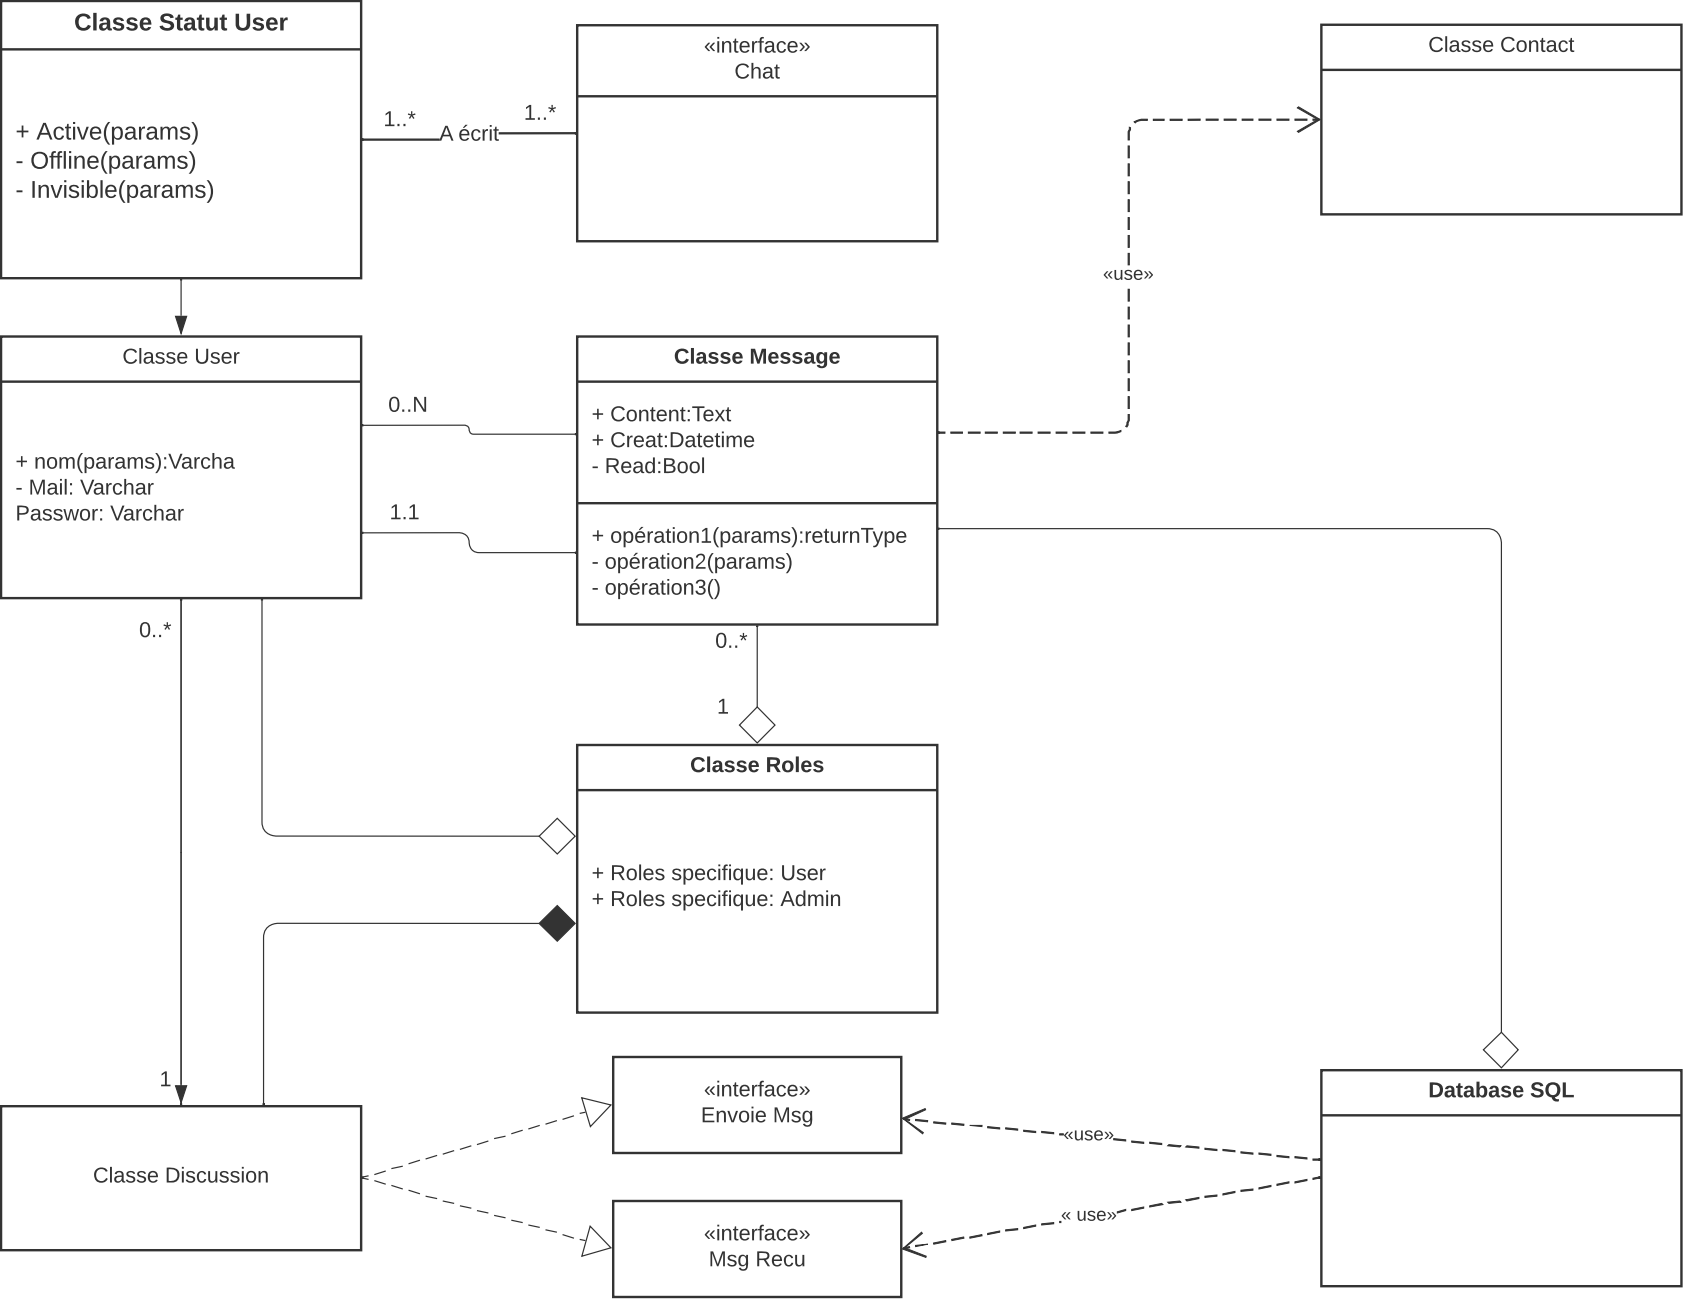 Classe Statut User
+ Active(params)
- Offline(params)
- Invisible(params)
1..*
A écrit
1..*
«interface»
Chat
Classe Contact
«use»
Classe User
+ nom(params):Varcha
- Mail: Varchar
Passwor: Varchar
0..N
1.1
Classe Message
+ Content:Text
+ Creat:Datetime
- Read:Bool
+ opération1(params):returnType
- opération2(params)
- opération3()
0..*
0..*
1
Classe Roles
+ Roles specifique: User
+ Roles specifique: Admin
1
Classe Discussion
«interface»
Envoie Msg
«interface»
Msg Recu
«use»
« use»
Database SQL